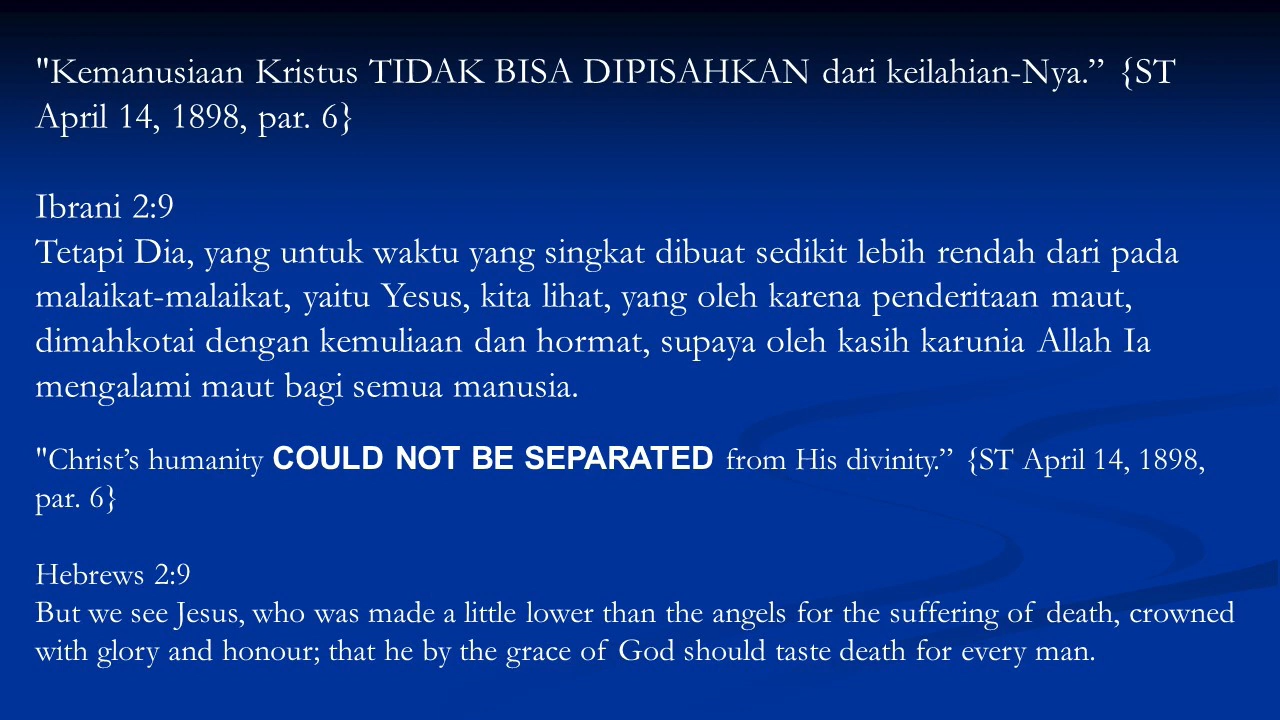 "Kemanusiaan Kristus TIDAK BISA DIPISAHKAN dari keilahian-Nya.” {ST
April 14, 1898, par. 6}
Ibrani 2:9
Tetapi Dia, yang untuk waktu yang singkat dibuat sedikit lebih rendah dari pada
malaikat-malaikat, yaitu Yesus, kita lihat, yang oleh karena penderitaan maut,
dimahkotai dengan kemuliaan dan hormat, supaya oleh kasih karunia Allah Ia
mengalami maut bagi semua manusia.
"Christ’s humanity COULD NOT BE SEPARATED from His divinity.” {ST April 14, 1898,
par. 6}
Hebrews 2:9
But we see Jesus, who was made a little lower than the angels for the suffering of death, crowned
with glory and honour; that he by the grace of God should taste death for every man.